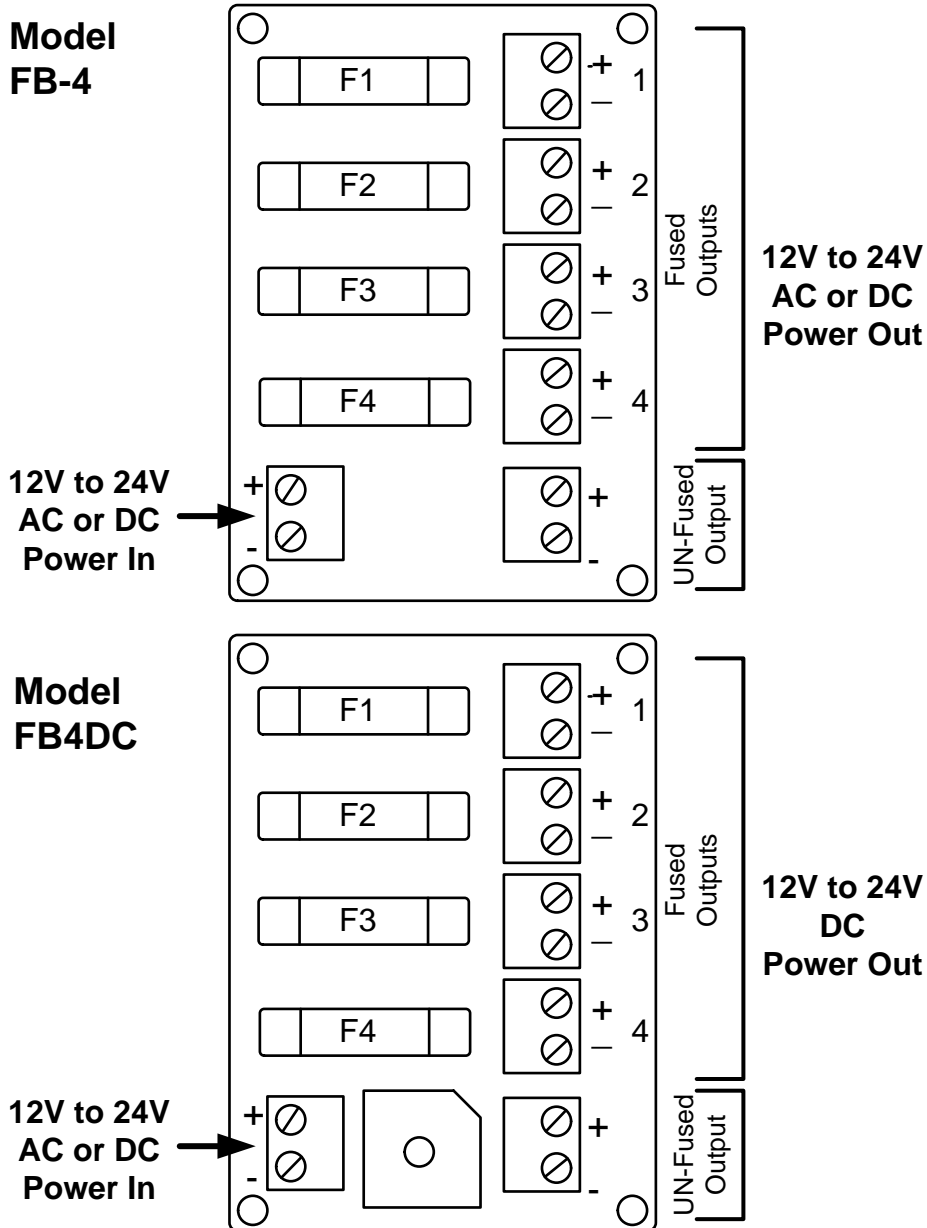 Model
FB-4
F1
+
1
–
F2
+
2
–
F3
+
3
–
F4
+
4
–
Fused
Outputs
12V to 24V
AC or DC
Power Out
12V to 24V
AC or DC
Power In
+
-
+
-
UN-Fused
Output
Model
FB4DC
F1
+
1
–
F2
+
2
–
F3
+
3
–
F4
+
4
–
Fused
Outputs
12V to 24V
DC
Power Out
12V to 24V
AC or DC
Power In
+
-
+
-
UN-Fused
Output